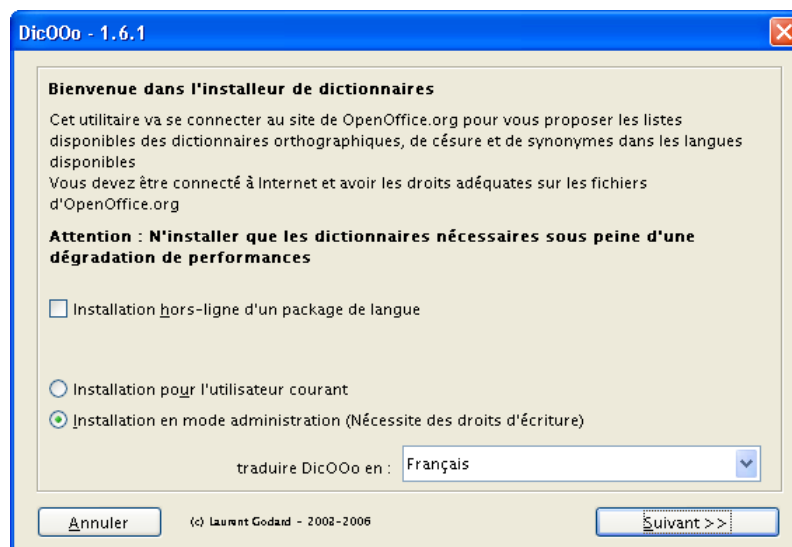 DicOOo - 1.6.1
Bienvenue dans l'installeur de dictionnaires
Cet utilitaire va se connecter au site de OpenOffice.org pour vous proposer les listes
disponibles des dictionnaires orthographiques, de césure et de synonymes dans les langues
disponibles
Vous devez être connecté à Internet et avoir les droits adéquates sur les fichiers
d'OpenOffice.org
Attention : N'installer que les dictionnaires nécessaires sous peine d'une
dégradation de performances
Installation hors-ligne d'un package de langue
Installation pour l'utilisateur courant
Installation en mode administration (Nécessite des droits d'écriture)
traduire DicOOo en : Français
Annuler (c) Laurent Godard - 2002-2006 Suivant >>